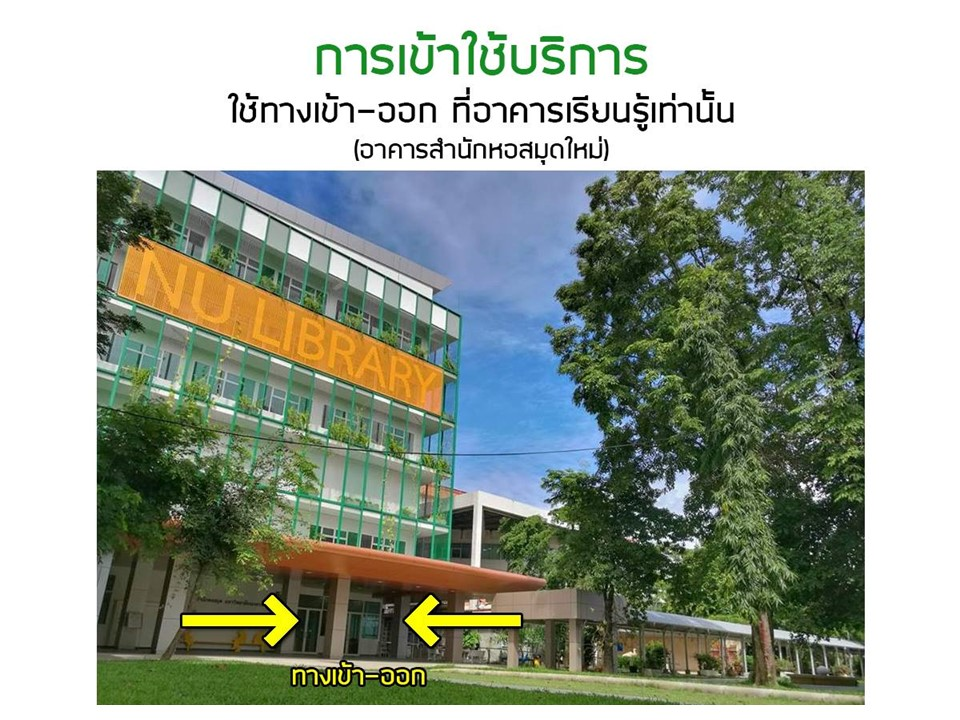 การเข้าใช้บริการ
ใช้ทางเข้า-ออก ที่อาคารเรียนรู้เท่านั้น
(อาคารสำนักหอสมุดใหม่)
NU LIBRARY
ทางเข้า-ออก